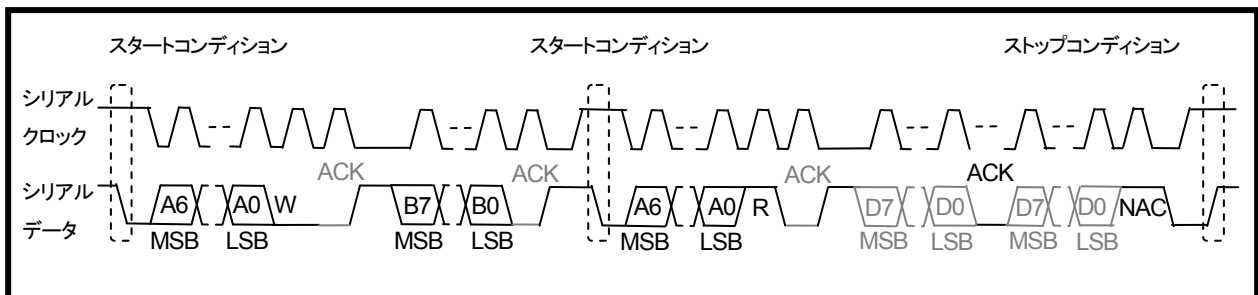 スタートコンディション スタートコンディション ストップコンディション
シリアル
クロック
ACK ACK ACK ACK
シリアル
データ
A6 A0 W B7 B0 A6 A0 R D7 D0 D7 D0 NAC
MSB LSB MSB LSB MSB LSB MSB LSB MSB LSB